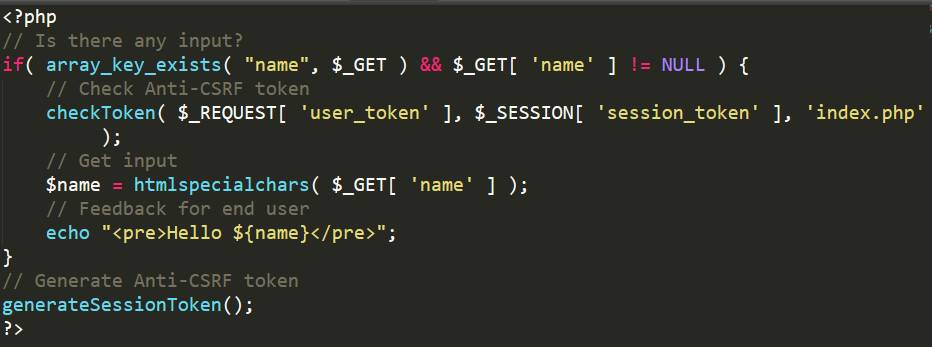 <?php
// Is there any input?
if( array_key_exists( "name", $_GET ) && $_GET[ 'name' ] != NULL ) {
    // Check Anti-CSRF token
    checkToken( $_REQUEST[ 'user_token' ], $_SESSION[ 'session_token' ], 'index.php'
        );
    // Get input
    $name = htmlspecialchars( $_GET[ 'name' ] );
    // Feedback for end user
    echo "<pre>Hello ${name}</pre>";
}
// Generate Anti-CSRF token
generateSessionToken();
?>